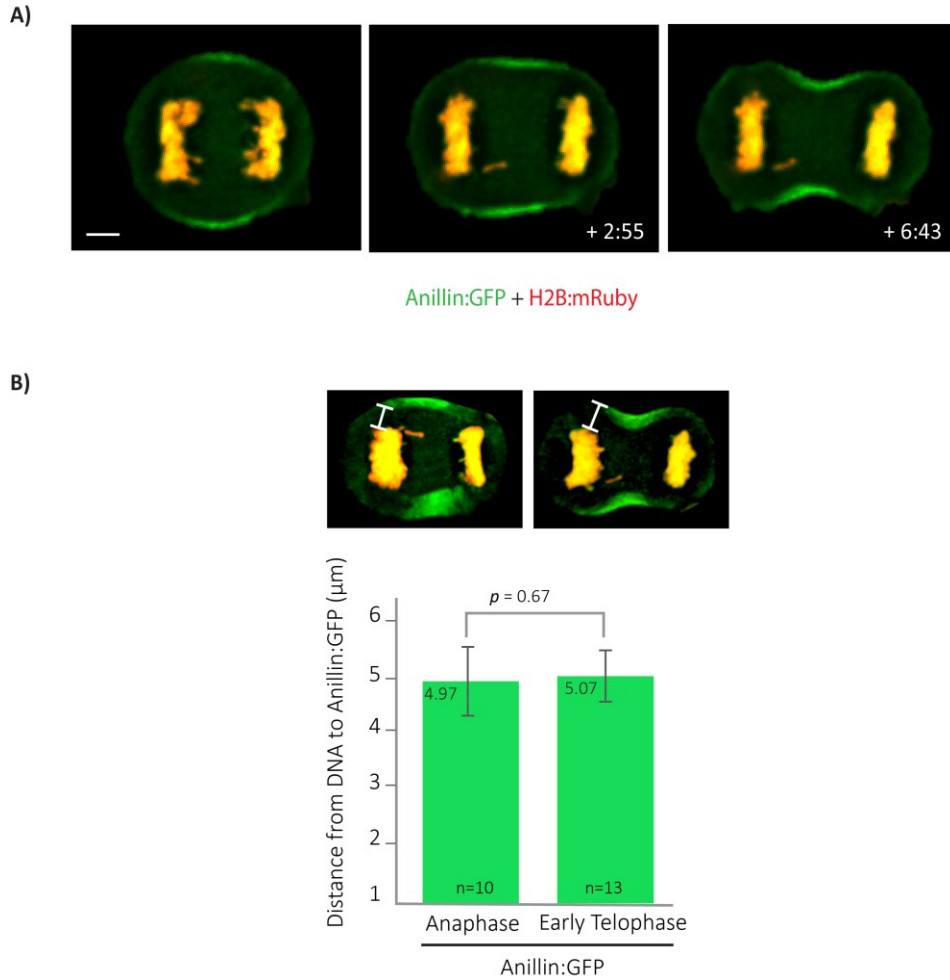 A)
+ 2:55
+ 6:43
Anillin:GFP + H2B:mRuby
B)
Distance from DNA to Anillin:GFP (µm)
p = 0.67
6
5
4
3
2
1
4.97
5.07
n=10
n=13
Anaphase
Early Telophase
Anillin:GFP